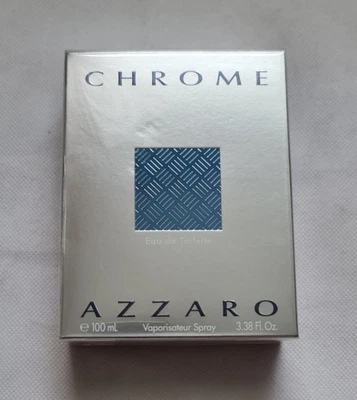 CHROME
Eau de Toilette
AZZARO
℮ 100 mL Vaporisateur Spray 3.38 Fl. Oz.